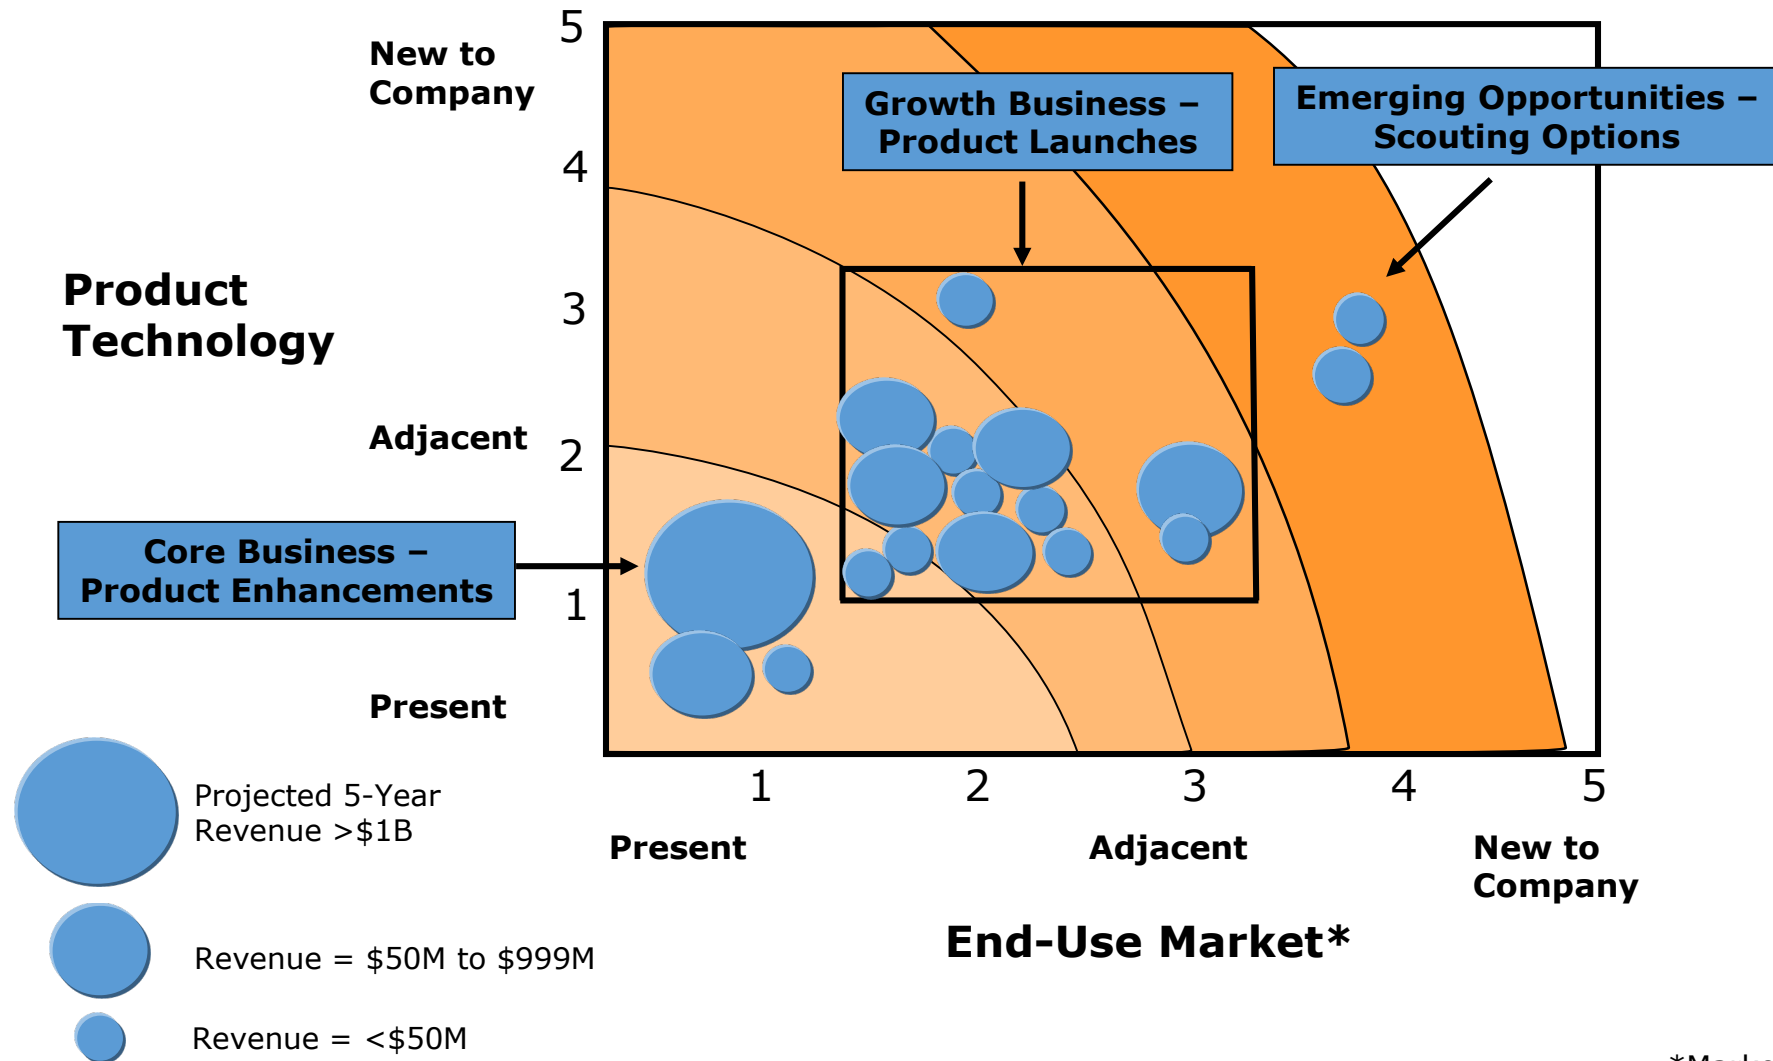 5
New to
Company
Growth Business –
Product Launches
Emerging Opportunities –
Scouting Options
4
Product
Technology
3
Adjacent
2
Core Business –
Product Enhancements
1
Present
1
2
3
4
5
Present
Adjacent
New to
Company
End-Use Market*
Projected 5-Year
Revenue >$1B
Revenue = $50M to $999M
Revenue = <$50M